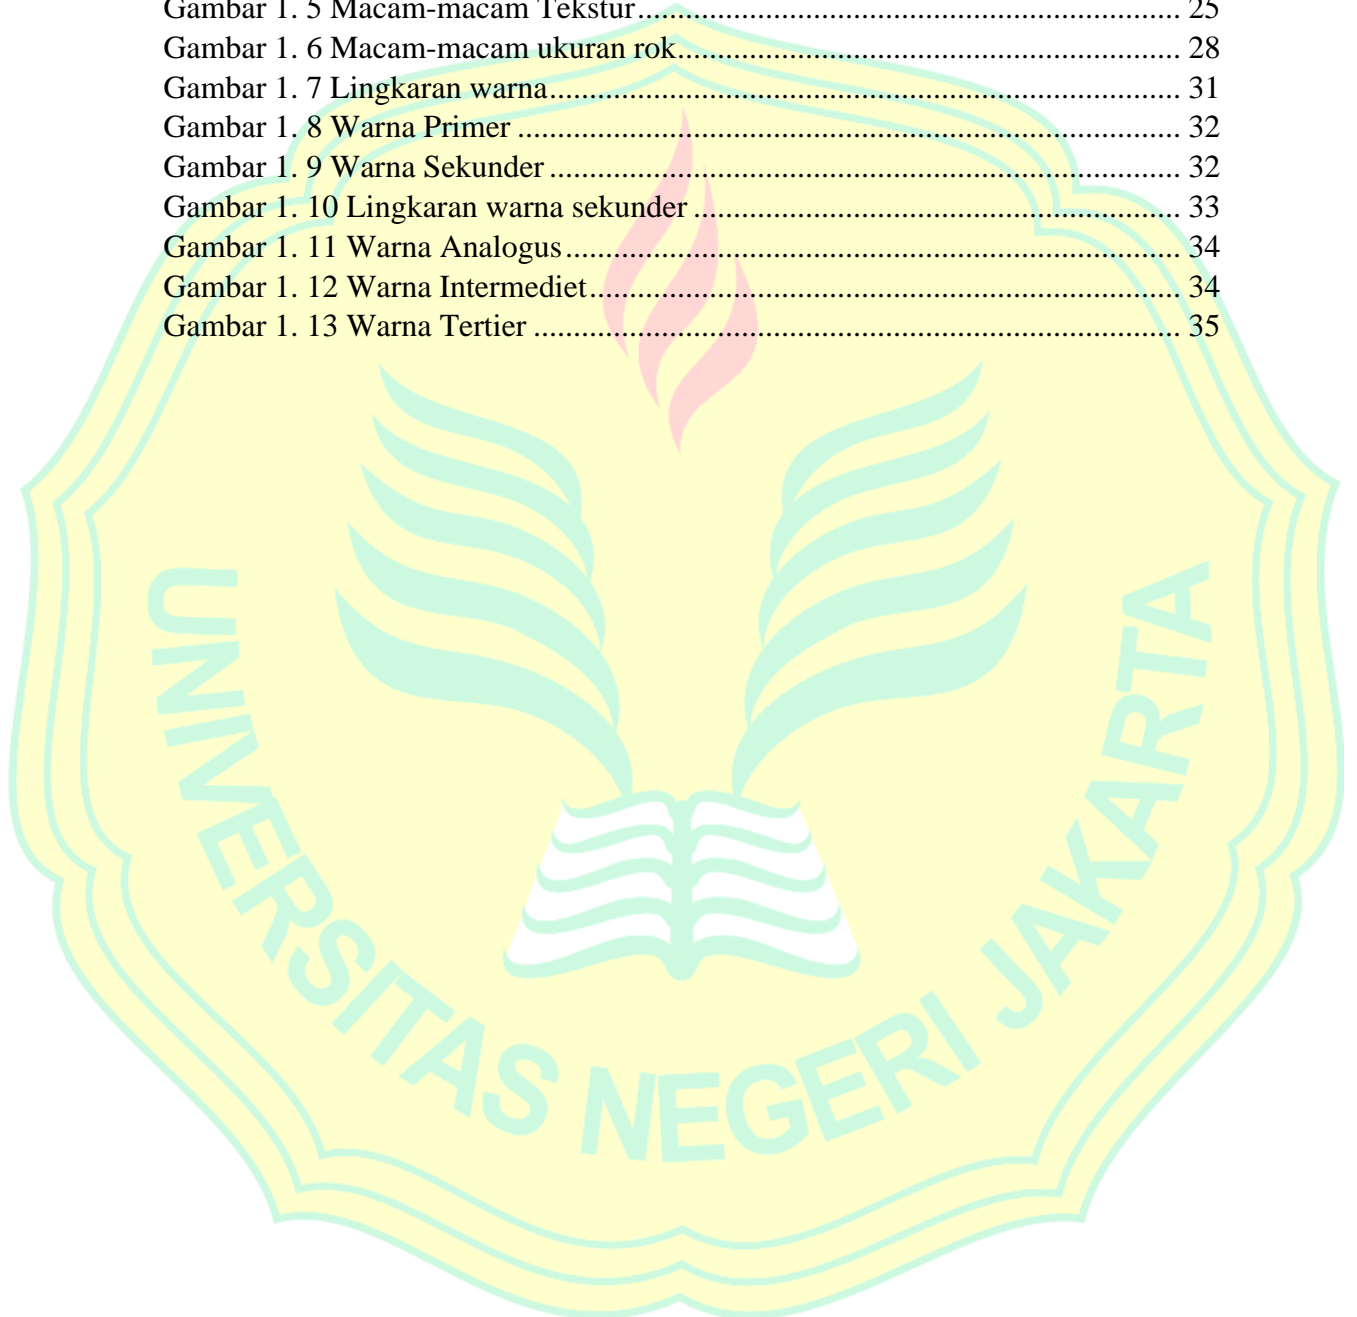 Gambar 1. 5 Macam-macam Tekstur.................................................................... 25
Gambar 1. 6 Macam-macam ukuran rok............................................................... 28
Gambar 1. 7 Lingkaran warna............................................................................... 31
Gambar 1. 8 Warna Primer ................................................................................... 32
Gambar 1. 9 Warna Sekunder ............................................................................... 32
Gambar 1. 10 Lingkaran warna sekunder ............................................................. 33
Gambar 1. 11 Warna Analogus............................................................................. 34
Gambar 1. 12 Warna Intermediet.......................................................................... 34
Gambar 1. 13 Warna Tertier ................................................................................. 35
UNIVERSITAS NEGERI JAKARTA